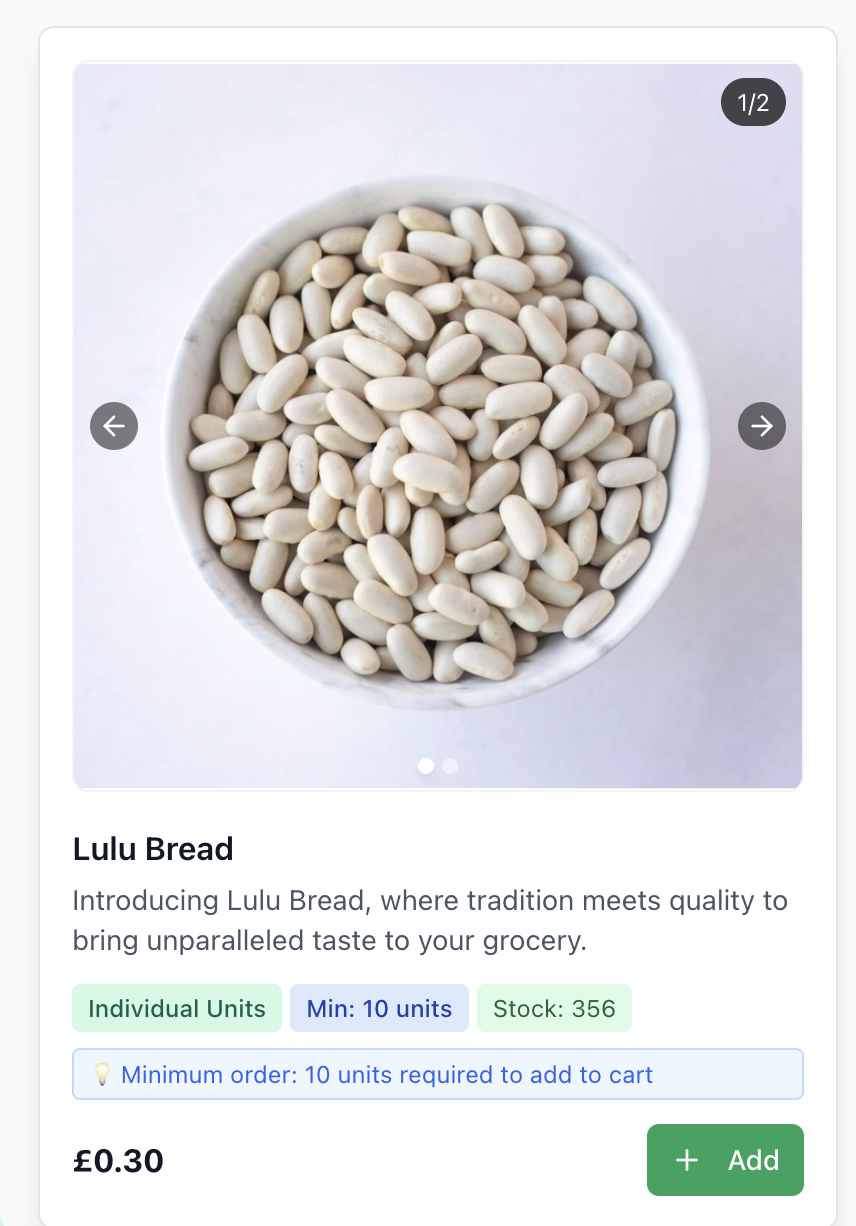 1/2
Lulu Bread
Introducing Lulu Bread, where tradition meets quality to
bring unparalleled taste to your grocery.
Individual Units Min: 10 units Stock: 356
💡 Minimum order: 10 units required to add to cart
£0.30 + Add